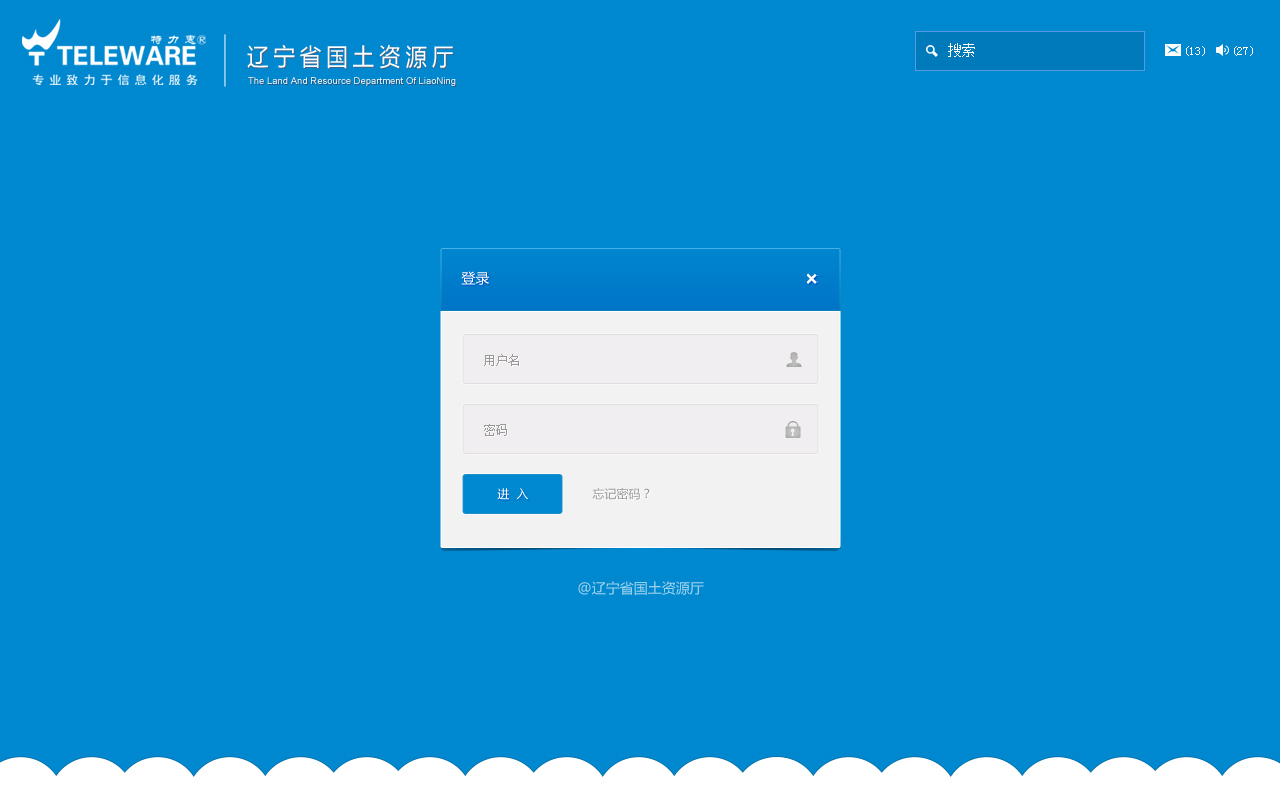 特力惠®
TELEWARE
专业致力于信息化服务
辽宁省国土资源厅
The Land And Resource Department Of LiaoNing
搜索
(13)
(27)
登录
用户名
密码
进 入
忘记密码？
@辽宁省国土资源厅